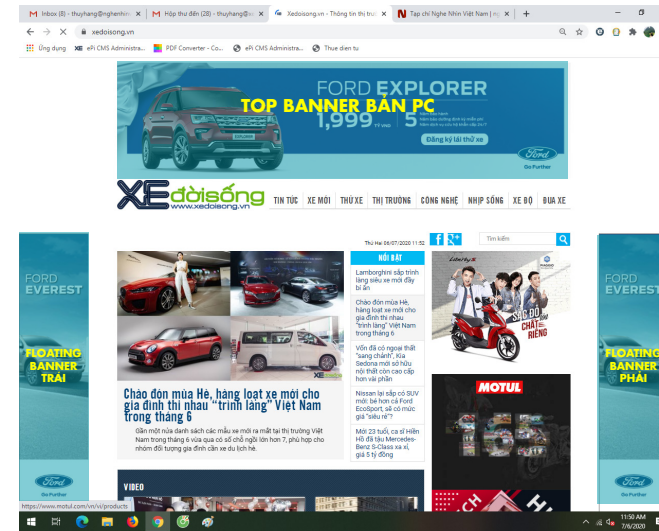 Inbox (8) - thuyhang@nghenhin
Hộp thư đến (28) - thuyhang@x
Xedoisong.vn - Thông tin thị trườ
Tạp chí Nghe Nhìn Việt Nam | ng
xedoisong.vn
Ứng dụng
XE ePi CMS Administra...
PDF Converter - Co...
ePi CMS Administra...
Thue dien tu
FORD EXPLORER
TOP BANNER BẢN PC
1,999 TỶ VND
5
Đăng ký lái thử xe
Ford
Go Further
XE đờisống
www.xedoisong.vn
TIN TỨC XE MỚI THỬ XE THỊ TRƯỜNG CÔNG NGHỆ NHỊP SỐNG XE ĐỘ ĐUA XE
Thứ Hai 06/07/2020 11:52
Tìm kiếm
FORD
EVEREST
FLOATING
BANNER
TRÁI
Ford
Go Further
XE
Chào đón mùa Hè, hàng loạt xe mới cho
gia đình thi nhau “trình làng” Việt Nam
trong tháng 6
Gần một nửa danh sách các mẫu xe mới ra mắt tại thị trường Việt
Nam trong tháng 6 vừa qua có số chỗ ngồi lớn hơn 7, phù hợp cho
nhóm đối tượng gia đình cần xe du lịch hè.
VIDEO
NỔI BẬT
Lamborghini sắp trình
làng siêu xe mới đầy
bí ẩn
Chào đón mùa Hè,
hàng loạt xe mới cho
gia đình thi nhau
“trình làng” Việt Nam
trong tháng 6
Vốn đã có ngoại thất
“sang chảnh”, Kia
Sedona mới sở hữu
nội thất còn cao cấp
hơn vài phần
Nissan lại sắp có SUV
mới: bé hơn cả Ford
EcoSport, sẽ có mức
giá “siêu rẻ”?
Mới 23 tuổi, ca sĩ Hiền
Hồ đã tậu Mercedes-
Benz S-Class xa xỉ,
giá 5 tỷ đồng
Liberty S
PIAGGIO
SẮC ĐỎ
CHẤT
RIÊNG
MOTUL
FORD
EVEREST
FLOATING
BANNER
PHẢI
Ford
Go Further
https://www.motul.com/vn/vi/products
11:50 AM
7/6/2020